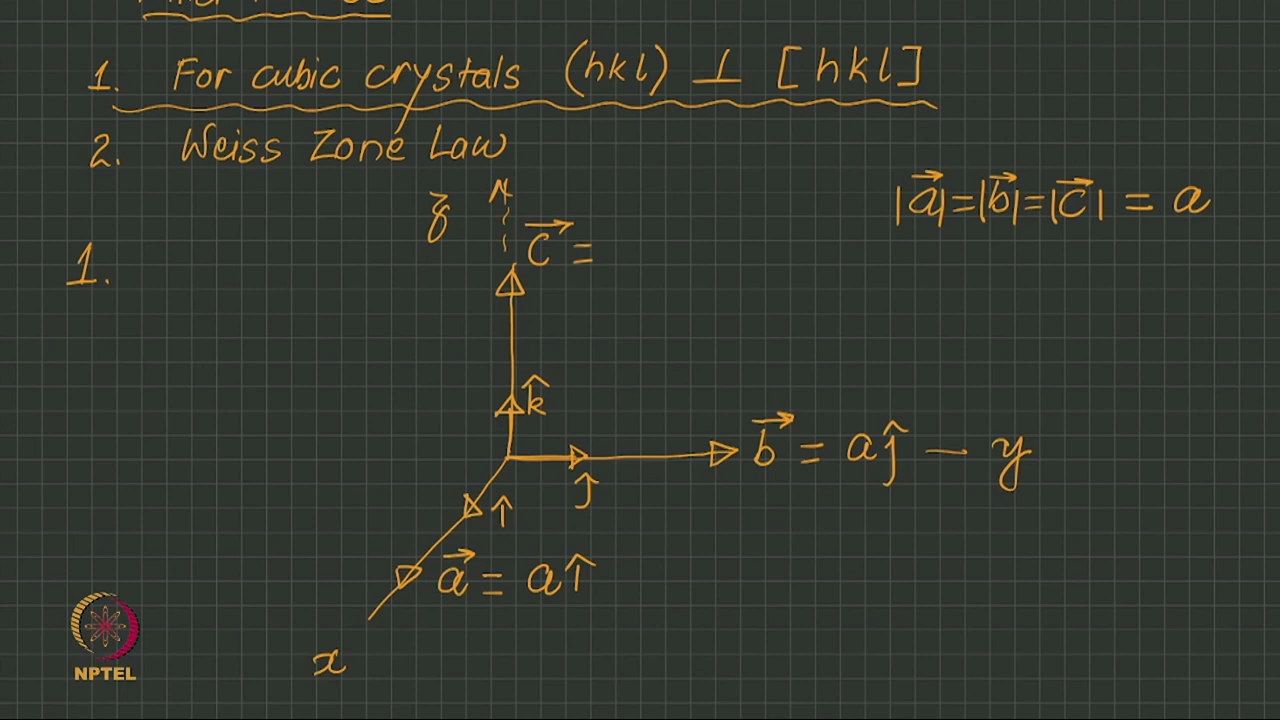 1. For cubic crystals (hkl) ⊥ [hkl]
2. Weiss Zone Law
|a⃗|=|b⃗|=|c⃗| = a
z
1.
c⃗ =
k̂
b⃗ = aĵ — y
ĵ
î
a⃗ = aî
x
NPTEL